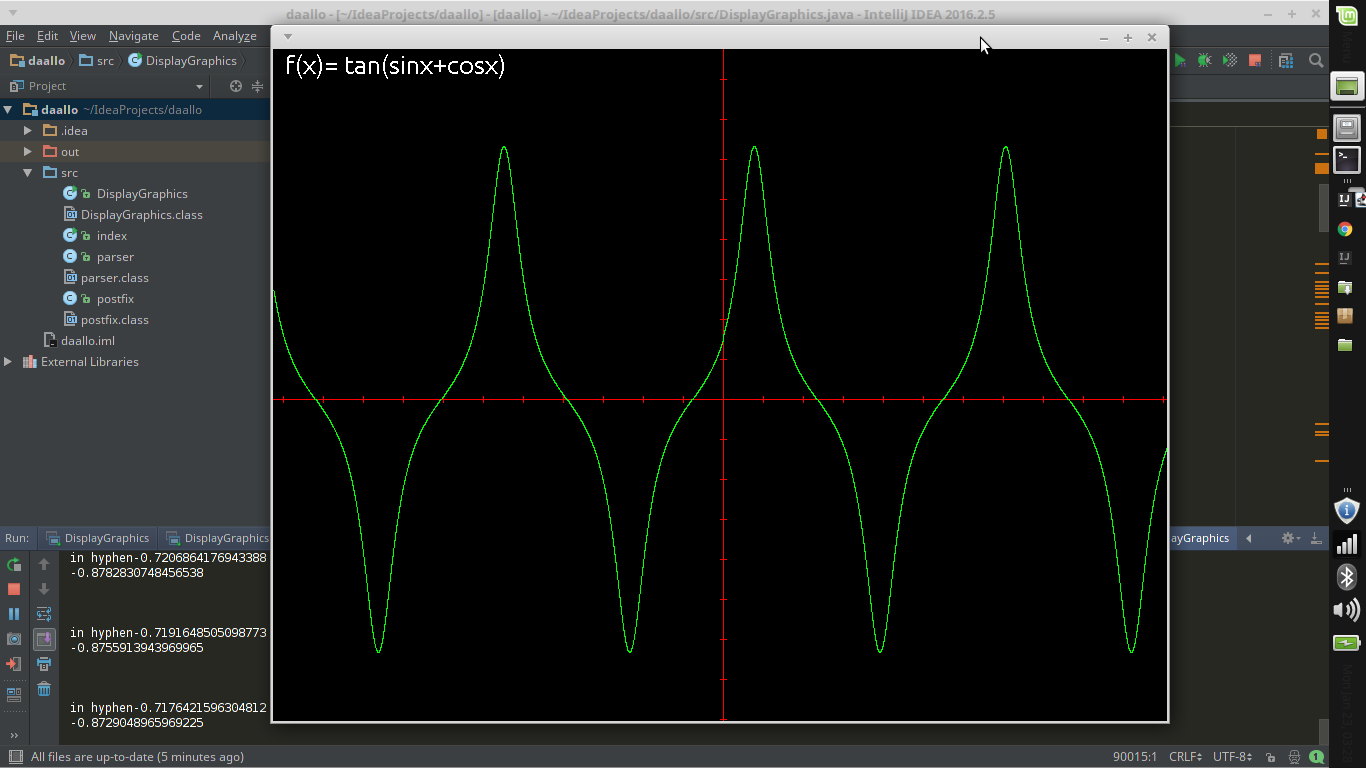 daallo - [~/IdeaProjects/daallo] - [daallo] - ~/IdeaProjects/daallo/src/DisplayGraphics.java - IntelliJ IDEA 2016.2.5
File Edit View Navigate Code Analyze
daallo src DisplayGraphics
Project
daallo ~/IdeaProjects/daallo
.idea
out
src
DisplayGraphics
DisplayGraphics.class
index
parser
parser.class
postfix
postfix.class
daallo.iml
External Libraries
f(x)= tan(sinx+cosx)
Run: DisplayGraphics DisplayGraphics ayGraphics
in hyphen-0.7206864176943388
-0.8782830748456538
in hyphen-0.7191648505098773
-0.8755913943969965
in hyphen-0.7176421596304812
-0.8729048965969225
All files are up-to-date (5 minutes ago)
90015:1 CRLF UTF-8 1
Menu